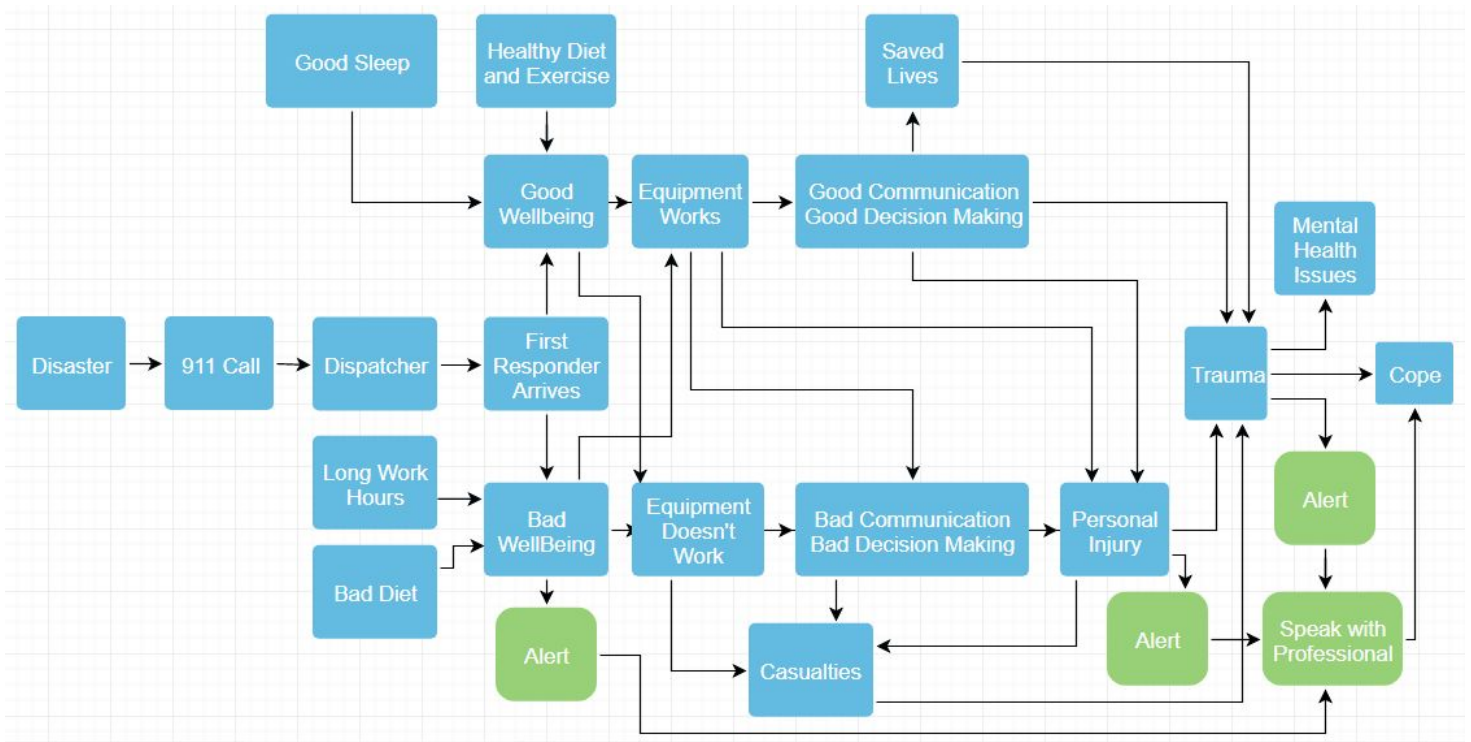 Good Sleep
Healthy Diet
and Exercise
Saved
Lives
Good
Wellbeing
Equipment
Works
Good Communication
Good Decision Making
Mental
Health
Issues
Disaster
911 Call
Dispatcher
First
Responder
Arrives
Trauma
Cope
Long Work
Hours
Bad
WellBeing
Equipment
Doesn't
Work
Bad Communication
Bad Decision Making
Personal
Injury
Alert
Bad Diet
Alert
Casualties
Alert
Speak with
Professional